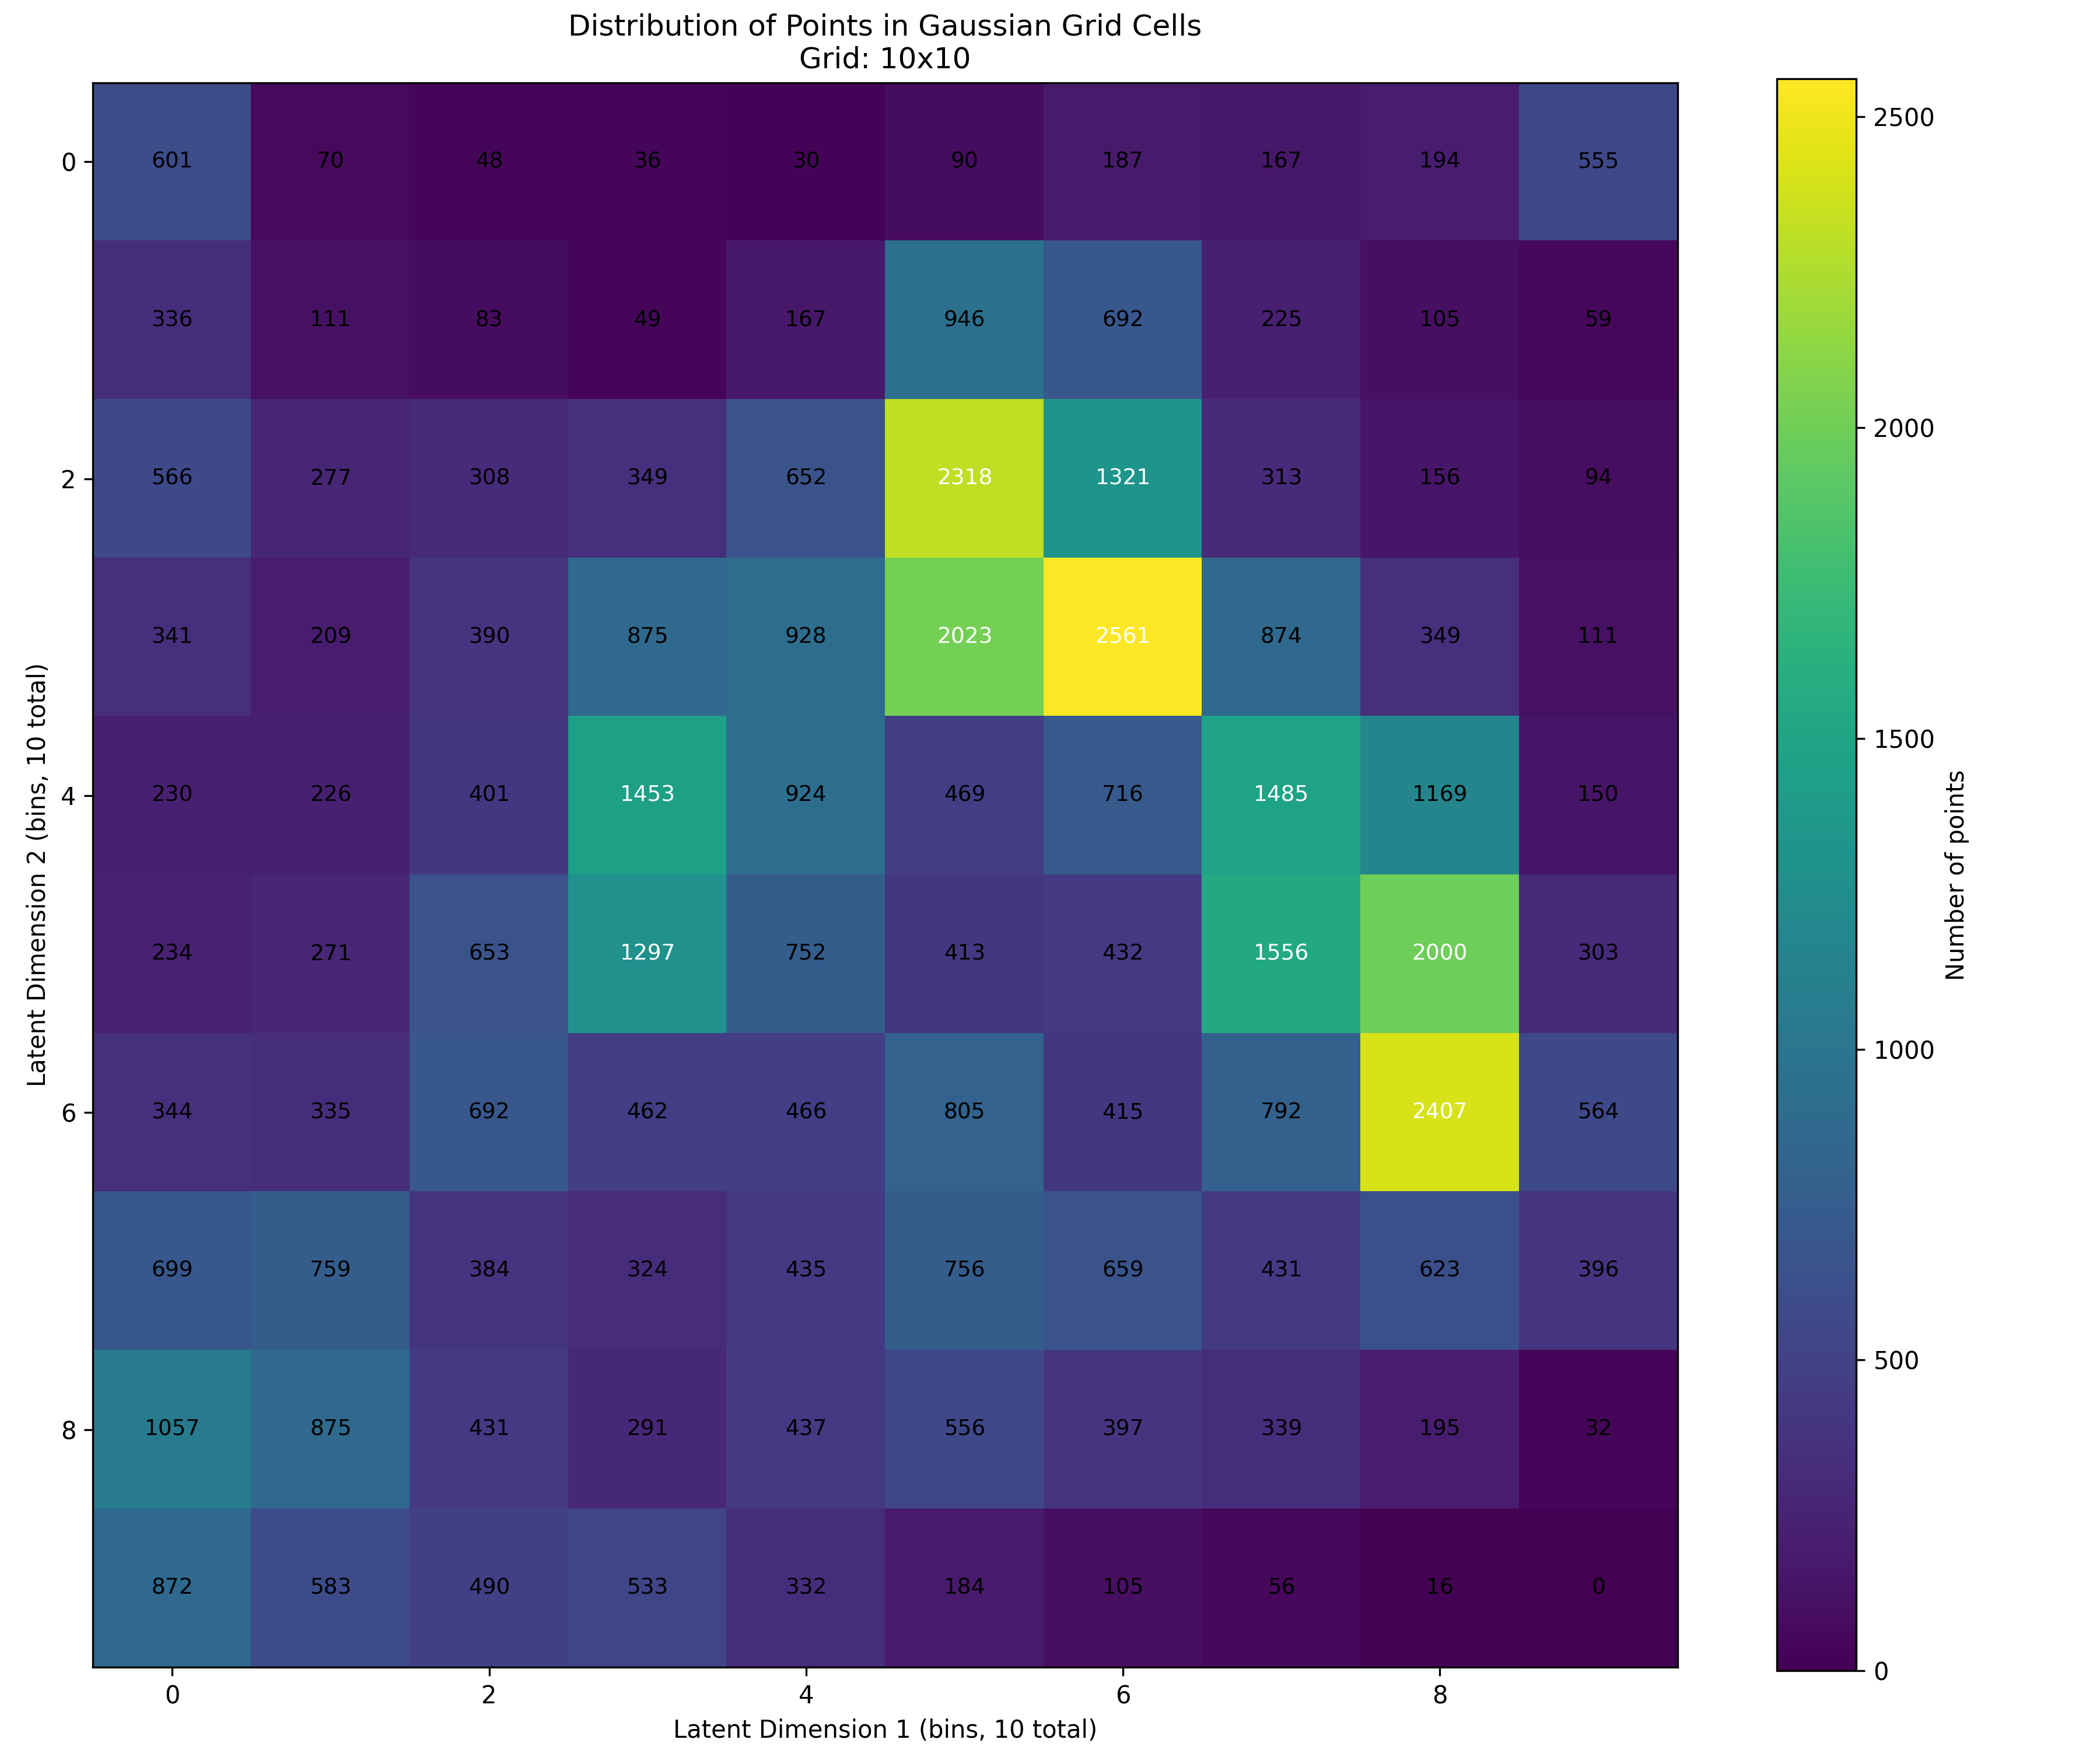 Distribution of Points in Gaussian Grid Cells
Grid: 10x10
0 601 70 48 36 30 90 187 167 194 555
336 111 83 49 167 946 692 225 105 59
2 566 277 308 349 652 2318 1321 313 156 94
341 209 390 875 928 2023 2561 874 349 111
4 230 226 401 1453 924 469 716 1485 1169 150
234 271 653 1297 752 413 432 1556 2000 303
6 344 335 692 462 466 805 415 792 2407 564
699 759 384 324 435 756 659 431 623 396
8 1057 875 431 291 437 556 397 339 195 32
872 583 490 533 332 184 105 56 16 0
0 2 4 6 8
Latent Dimension 1 (bins, 10 total)
Latent Dimension 2 (bins, 10 total)
2500
2000
1500
1000
500
0
Number of points